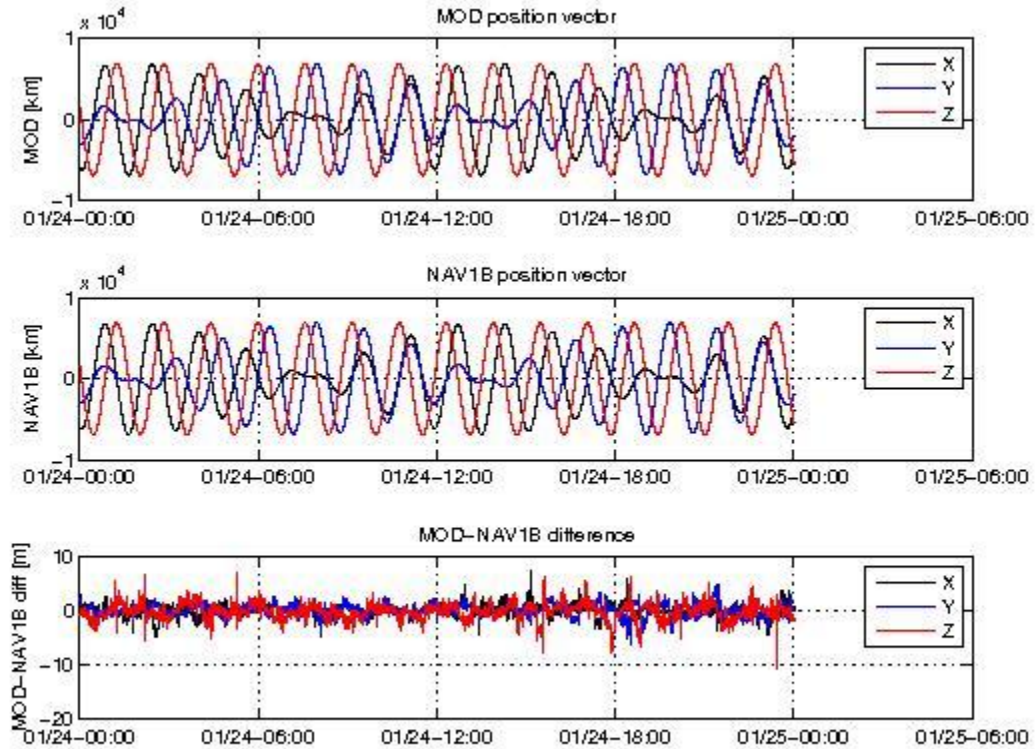 MOD position vector
x 10^4
1
0
−1
MOD [km]
X
Y
Z
01/24−00:00 01/24−06:00 01/24−12:00 01/24−18:00 01/25−00:00 01/25−06:00
NAV1B position vector
x 10^4
1
0
−1
NAV1B [km]
X
Y
Z
01/24−00:00 01/24−06:00 01/24−12:00 01/24−18:00 01/25−00:00 01/25−06:00
MOD−NAV1B difference
10
0
−10
−20
MOD−NAV1B diff [m]
X
Y
Z
01/24−00:00 01/24−06:00 01/24−12:00 01/24−18:00 01/25−00:00 01/25−06:00